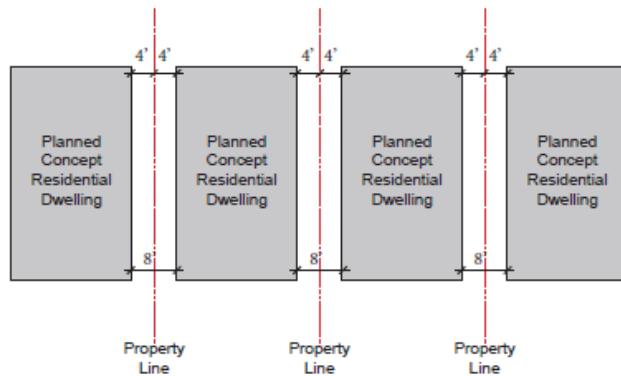 4' 4' 4' 4' 4' 4'
Planned Planned Planned Planned
Concept Concept Concept Concept
Residential Residential Residential Residential
Dwelling Dwelling Dwelling Dwelling
8' 8' 8'
Property Property Property
Line Line Line